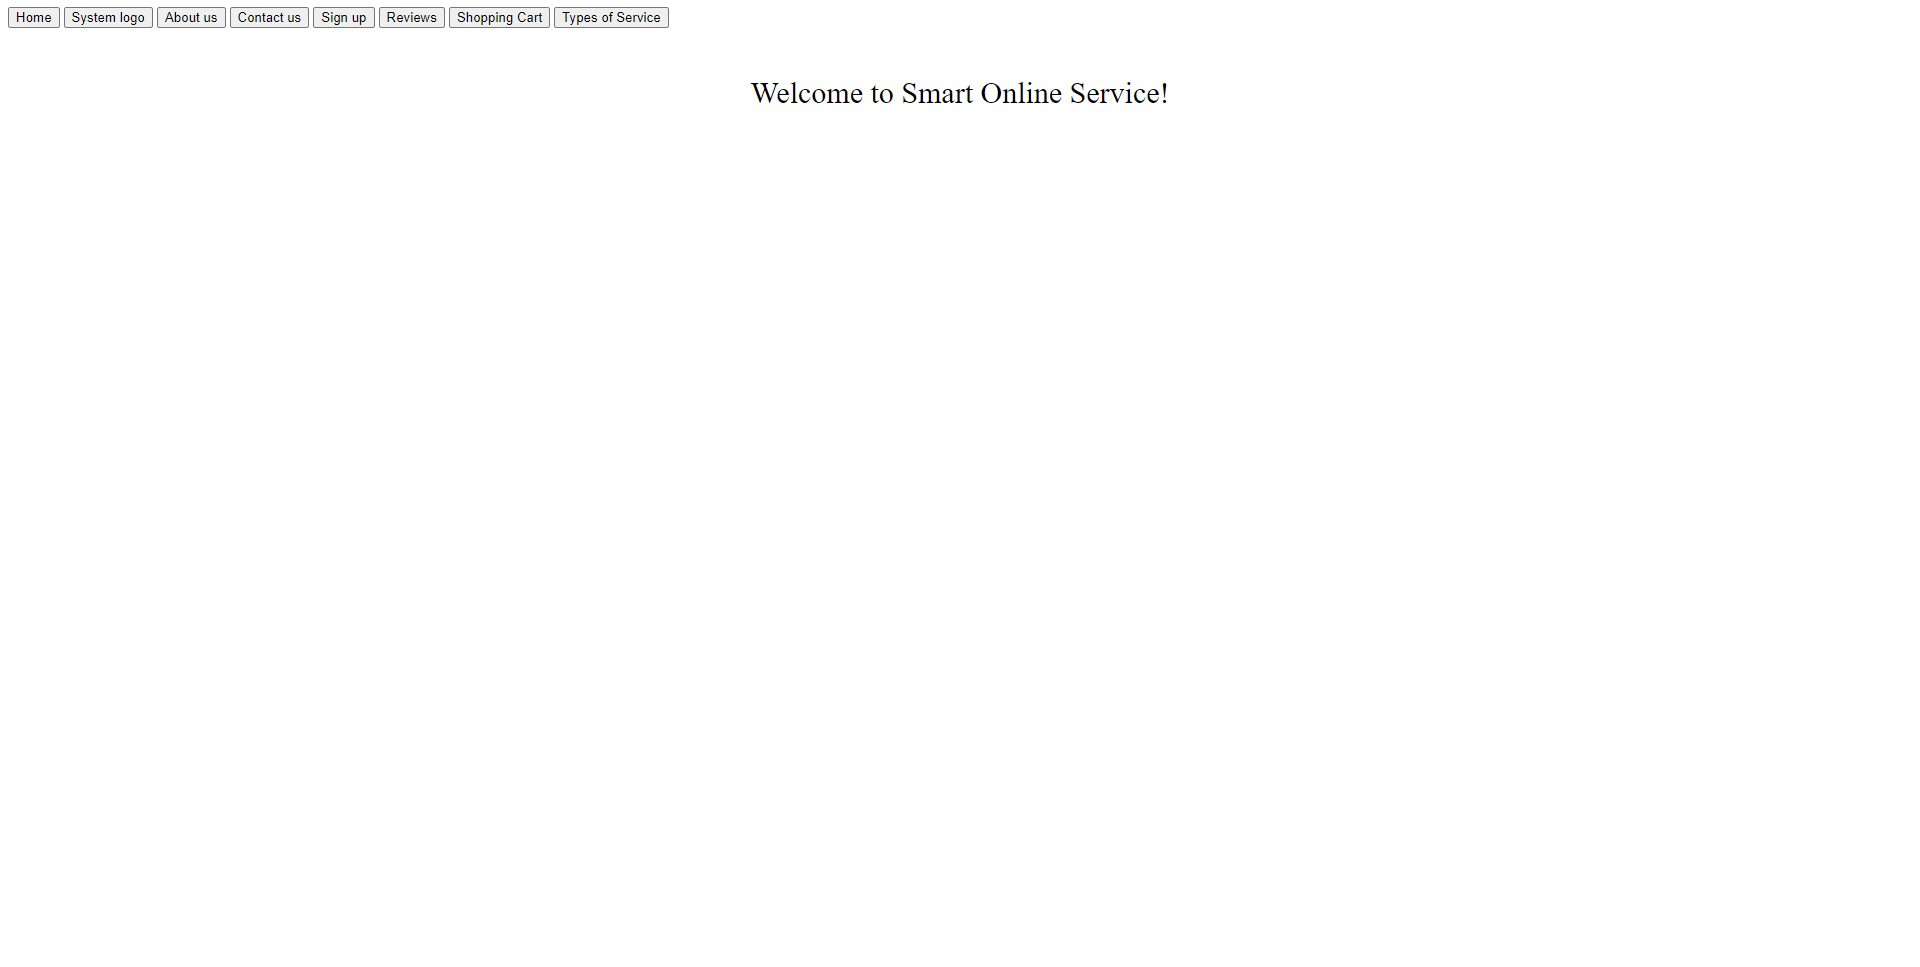 Home System logo About us Contact us Sign up Reviews Shopping Cart Types of Service
Welcome to Smart Online Service!